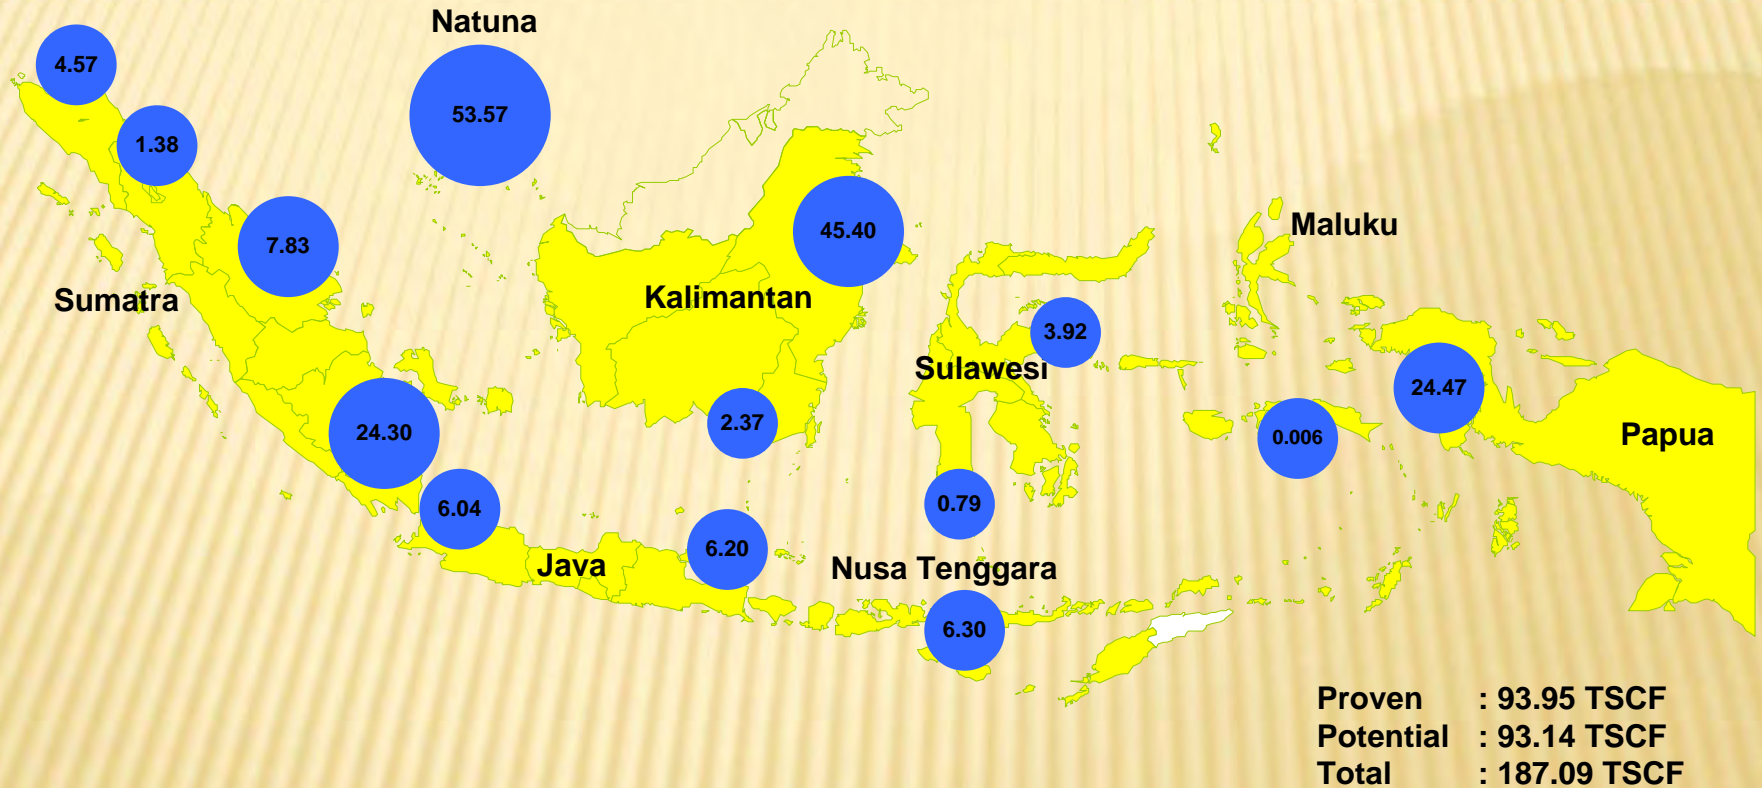 Natuna
4.57
53.57
1.38
Maluku
45.40
7.83
Kalimantan
Sumatra
3.92
Sulawesi
24.47
2.37
24.30
0.006
Papua
0.79
6.04
6.20
Java
Nusa Tenggara
6.30
Proven : 93.95 TSCF
Potential : 93.14 TSCF
Total : 187.09 TSCF